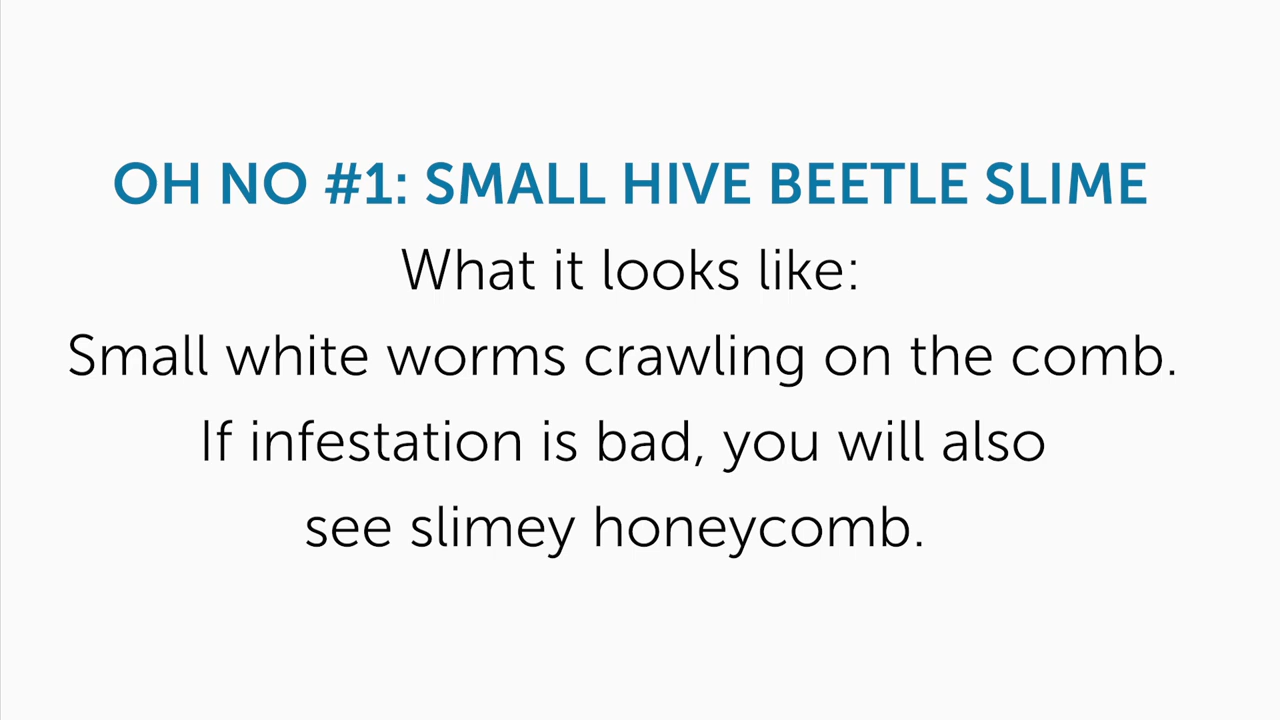 OH NO #1: SMALL HIVE BEETLE SLIME
What it looks like:
Small white worms crawling on the comb.
If infestation is bad, you will also
see slimey honeycomb.